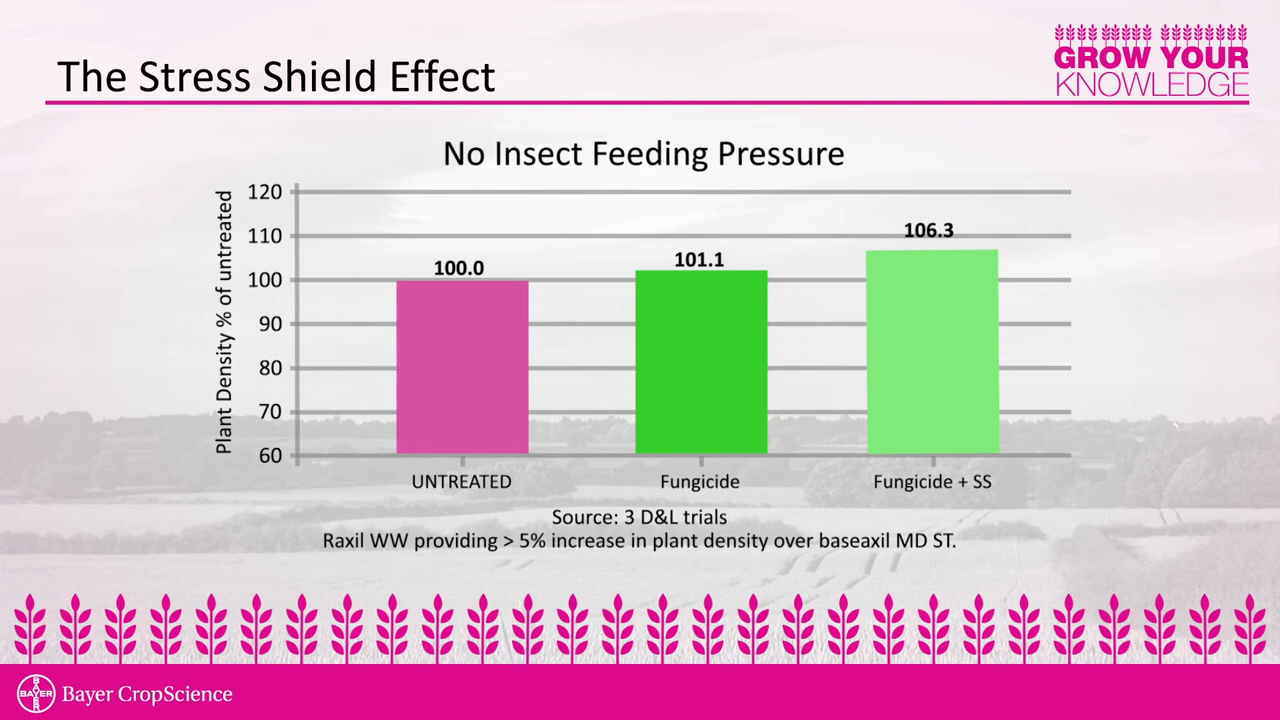 The Stress Shield Effect
GROW YOUR
KNOWLEDGE
No Insect Feeding Pressure
Plant Density % of untreated
120
110
100
90
80
70
60
100.0
101.1
106.3
UNTREATED
Fungicide
Fungicide + SS
Source: 3 D&L trials
Raxil WW providing > 5% increase in plant density over baseaxil MD ST.
BAYER
Bayer CropScience